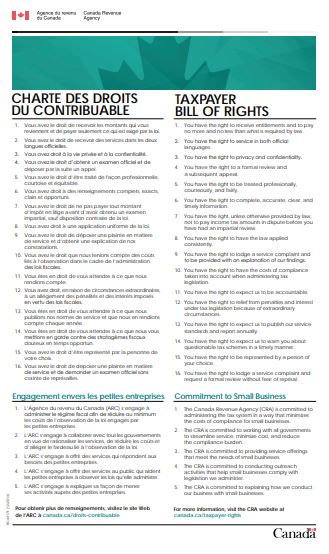 Agence du revenu
du Canada
Canada Revenue
Agency
CHARTE DES DROITS
DU CONTRIBUABLE
1. Vous avez le droit de recevoir les montants qui vous
reviennent et de payer seulement ce qui est exigé par la loi.
2. Vous avez le droit de recevoir des services dans les deux
langues officielles.
3. Vous avez droit à la vie privée et à la confidentialité.
4. Vous avez le droit d'obtenir un examen officiel et de
déposer par la suite un appel.
5. Vous avez le droit d'être traité de façon professionnelle,
courtoise et équitable.
6. Vous avez droit à des renseignements complets, exacts,
clairs et opportuns.
7. Vous avez le droit de ne pas payer tout montant
d'impôt en litige avant d'avoir obtenu un examen
impartial, sauf disposition contraire de la loi.
8. Vous avez droit à une application uniforme de la loi.
9. Vous avez le droit de déposer une plainte en matière
de service et d'obtenir une explication de nos
constatations.
10. Vous avez le droit que nous tenions compte des coûts
liés à l'observation dans le cadre de l'administration
des lois fiscales.
11. Vous êtes en droit de vous attendre à ce que nous
rendions compte.
12. Vous avez droit, en raison de circonstances extraordinaires,
à un allègement des pénalités et des intérêts imposés
en vertu des lois fiscales.
13. Vous êtes en droit de vous attendre à ce que nous
publiions nos normes de service et que nous rendions
compte chaque année.
14. Vous êtes en droit de vous attendre à ce que nous vous
mettions en garde contre des stratagèmes fiscaux
douteux en temps opportun.
15. Vous avez le droit d'être représenté par la personne de
votre choix.
16. Vous avez le droit de déposer une plainte en matière
de service et de demander un examen officiel sans
crainte de représailles.
Engagement envers les petites entreprises
1. L'Agence du revenu du Canada (ARC) s'engage à
administrer le régime fiscal afin de réduire au minimum
les coûts de l'observation de la loi engagés par
les petites entreprises.
2. L'ARC s'engage à collaborer avec tous les gouvernements
en vue de rationaliser les services, de réduire les coûts et
d'alléger le fardeau lié à l'observation de la loi.
3. L'ARC s'engage à offrir des services qui répondent aux
besoins des petites entreprises.
4. L'ARC s'engage à offrir des services au public qui aident
les petites entreprises à observer les lois qu'elle administre.
5. L'ARC s'engage à expliquer sa façon de mener
ses activités auprès des petites entreprises.
Pour obtenir plus de renseignements, visitez le site Web
de l'ARC à canada.ca/droits-contribuable
TAXPAYER
BILL OF RIGHTS
1. You have the right to receive entitlements and to pay
no more and no less than what is required by law.
2. You have the right to service in both official
languages.
3. You have the right to privacy and confidentiality.
4. You have the right to a formal review and
a subsequent appeal.
5. You have the right to be treated professionally,
courteously, and fairly.
6. You have the right to complete, accurate, clear, and
timely information.
7. You have the right, unless otherwise provided by law,
not to pay income tax amounts in dispute before you
have had an impartial review.
8. You have the right to have the law applied
consistently.
9. You have the right to lodge a service complaint and
to be provided with an explanation of our findings.
10. You have the right to have the costs of compliance
taken into account when administering tax
legislation.
11. You have the right to expect us to be accountable.
12. You have the right to relief from penalties and interest
under tax legislation because of extraordinary
circumstances.
13. You have the right to expect us to publish our service
standards and report annually.
14. You have the right to expect us to warn you about
questionable tax schemes in a timely manner.
15. You have the right to be represented by a person of
your choice.
16. You have the right to lodge a service complaint and
request a formal review without fear of reprisal.
Commitment to Small Business
1. The Canada Revenue Agency (CRA) is committed to
administering the tax system in a way that minimizes
the costs of compliance for small businesses.
2. The CRA is committed to working with all governments
to streamline service, minimize cost, and reduce
the compliance burden.
3. The CRA is committed to providing service offerings
that meet the needs of small businesses.
4. The CRA is committed to conducting outreach
activities that help small businesses comply with the
legislation we administer.
5. The CRA is committed to explaining how we conduct
our business with small businesses.
For more information, visit the CRA website at
canada.ca/taxpayer-rights
Canada